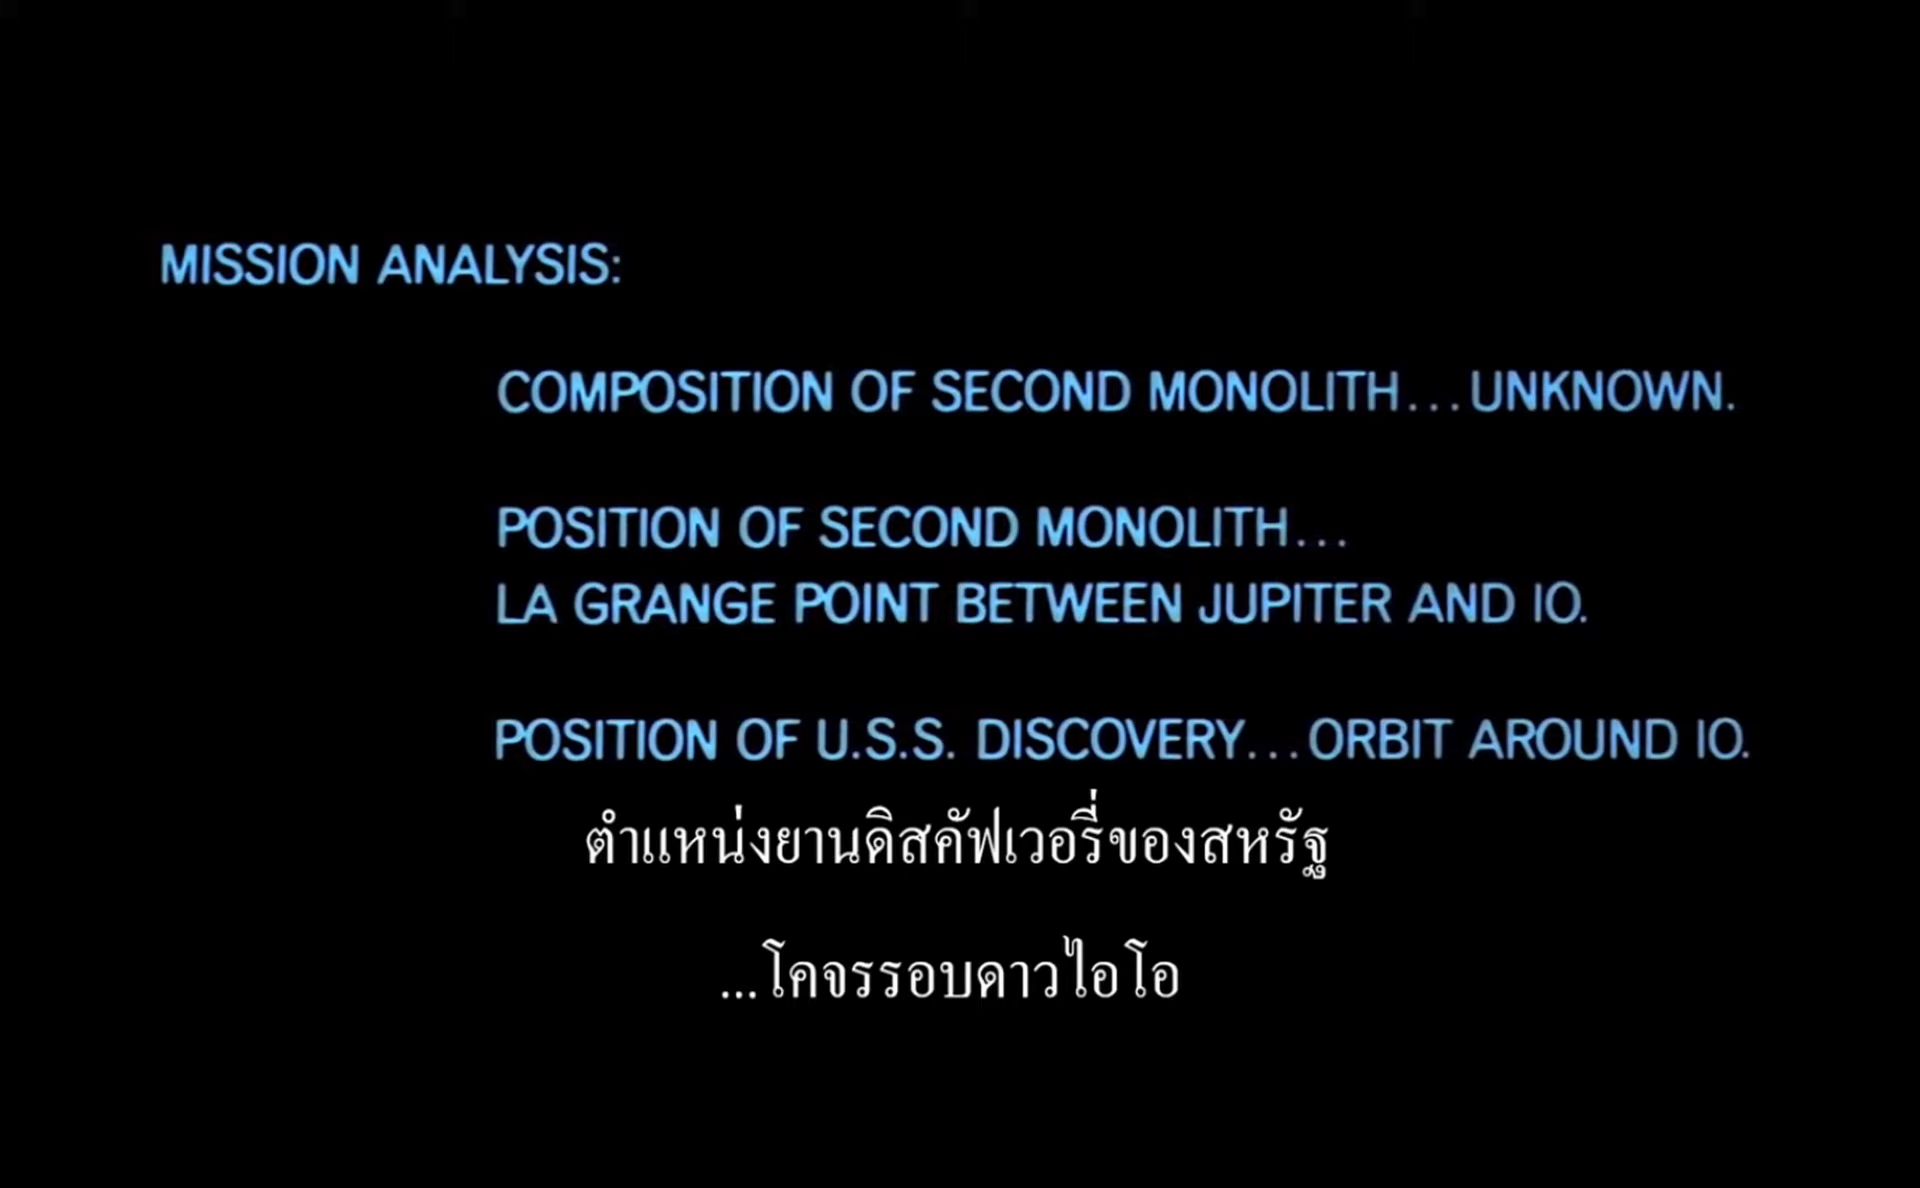 MISSION ANALYSIS:
COMPOSITION OF SECOND MONOLITH...UNKNOWN.
POSITION OF SECOND MONOLITH...
LA GRANGE POINT BETWEEN JUPITER AND IO.
POSITION OF U.S.S. DISCOVERY...ORBIT AROUND IO.
ตำแหน่งยานดิสคัฟเวอรี่ของสหรัฐ
...โคจรรอบดาวไอโอ